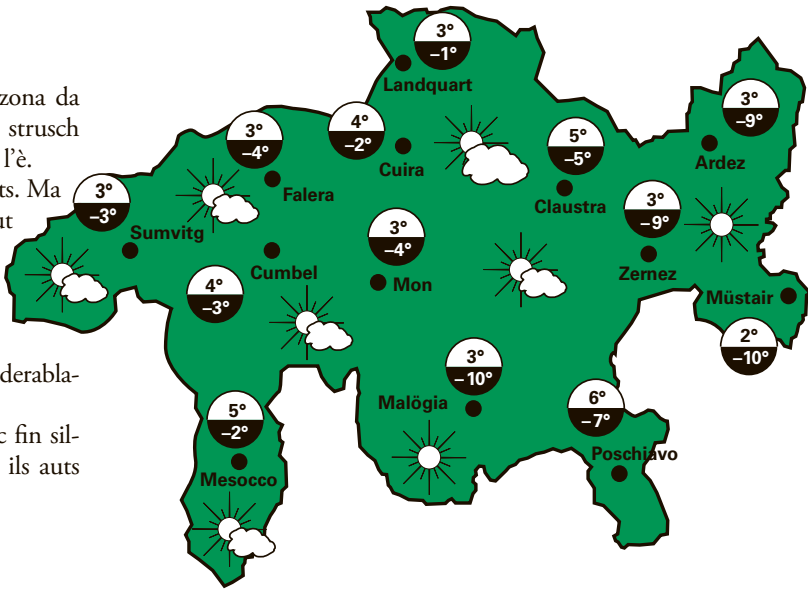 zona da
strusch
l'è.
ts. Ma
ut
derabla-
c fin sil-
ils auts
3°
–1°
Landquart
4°
–2°
Cuira
3°
–4°
Falera
5°
–5°
Claustra
3°
–9°
Ardez
3°
–3°
Sumvitg
3°
–9°
Zernez
3°
–4°
Mon
4°
–3°
Cumbel
Müstair
2°
–10°
3°
–10°
Malögia
6°
–7°
Poschiavo
5°
–2°
Mesocco